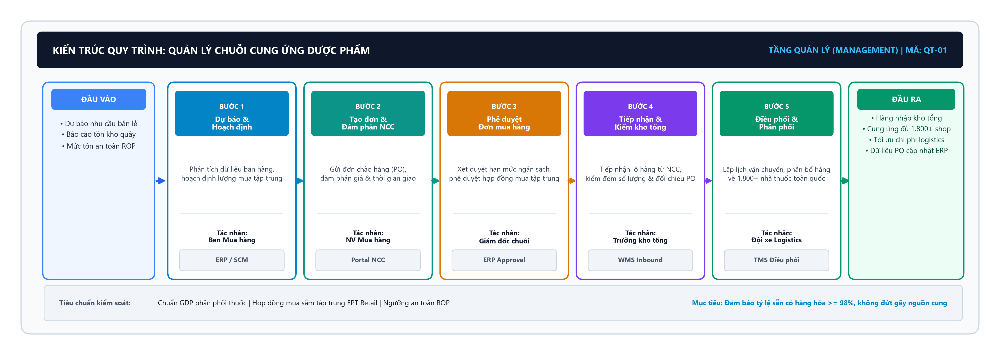 KIẾN TRÚC QUY TRÌNH: QUẢN LÝ CHUỖI CUNG ỨNG DƯỢC PHẨM
TẦNG QUẢN LÝ (MANAGEMENT) | MÃ: QT-01
ĐẦU VÀO
• Dự báo nhu cầu bán lẻ
• Báo cáo tồn kho quầy
• Mức tồn an toàn ROP
BƯỚC 1
Dự báo &
Hoạch định
Phân tích dữ liệu bán hàng,
hoạch định lượng mua tập trung
Tác nhân:
Ban Mua hàng
ERP / SCM
BƯỚC 2
Tạo đơn &
Đàm phán NCC
Gửi đơn chào hàng (PO),
đàm phán giá & thời gian giao
Tác nhân:
NV Mua hàng
Portal NCC
BƯỚC 3
Phê duyệt
Đơn mua hàng
Xét duyệt hạn mức ngân sách,
phê duyệt hợp đồng mua tập trung
Tác nhân:
Giám đốc chuỗi
ERP Approval
BƯỚC 4
Tiếp nhận &
Kiểm kho tổng
Tiếp nhận lô hàng từ NCC,
kiểm đếm số lượng & đối chiếu PO
Tác nhân:
Trưởng kho tổng
WMS Inbound
BƯỚC 5
Điều phối &
Phân phối
Lập lịch vận chuyển, phân bổ hàng
về 1.800+ nhà thuốc toàn quốc
Tác nhân:
Đội xe Logistics
TMS Điều phối
ĐẦU RA
• Hàng nhập kho tổng
• Cung ứng đủ 1.800+ shop
• Tối ưu chi phí logistics
• Dữ liệu PO cập nhật ERP
Tiêu chuẩn kiểm soát:
Chuẩn GDP phân phối thuốc | Hợp đồng mua sắm tập trung FPT Retail | Ngưỡng an toàn ROP
Mục tiêu: Đảm bảo tỷ lệ sẵn có hàng hóa >= 98%, không đứt gãy nguồn cung